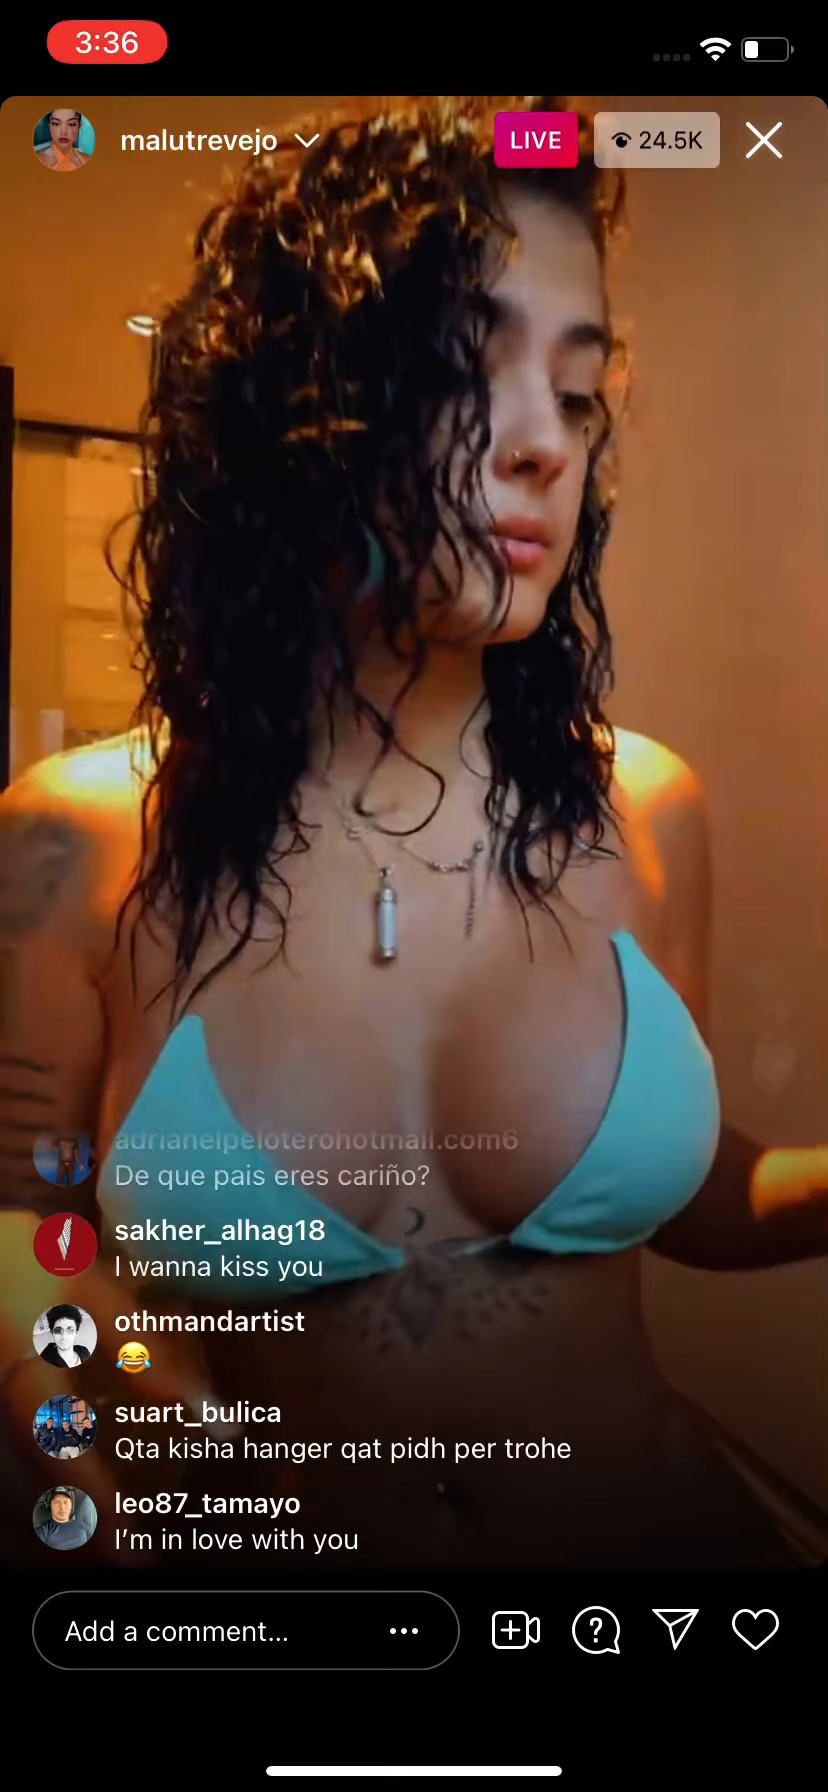 3:36
malutrevejo
LIVE
24.5K
adrianelpeloterohotmail.com6
De que pais eres cariño?
sakher_alhag18
I wanna kiss you
othmandartist
😂
suart_bulica
Qta kisha hanger qat pidh per trohe
leo87_tamayo
I'm in love with you
Add a comment...